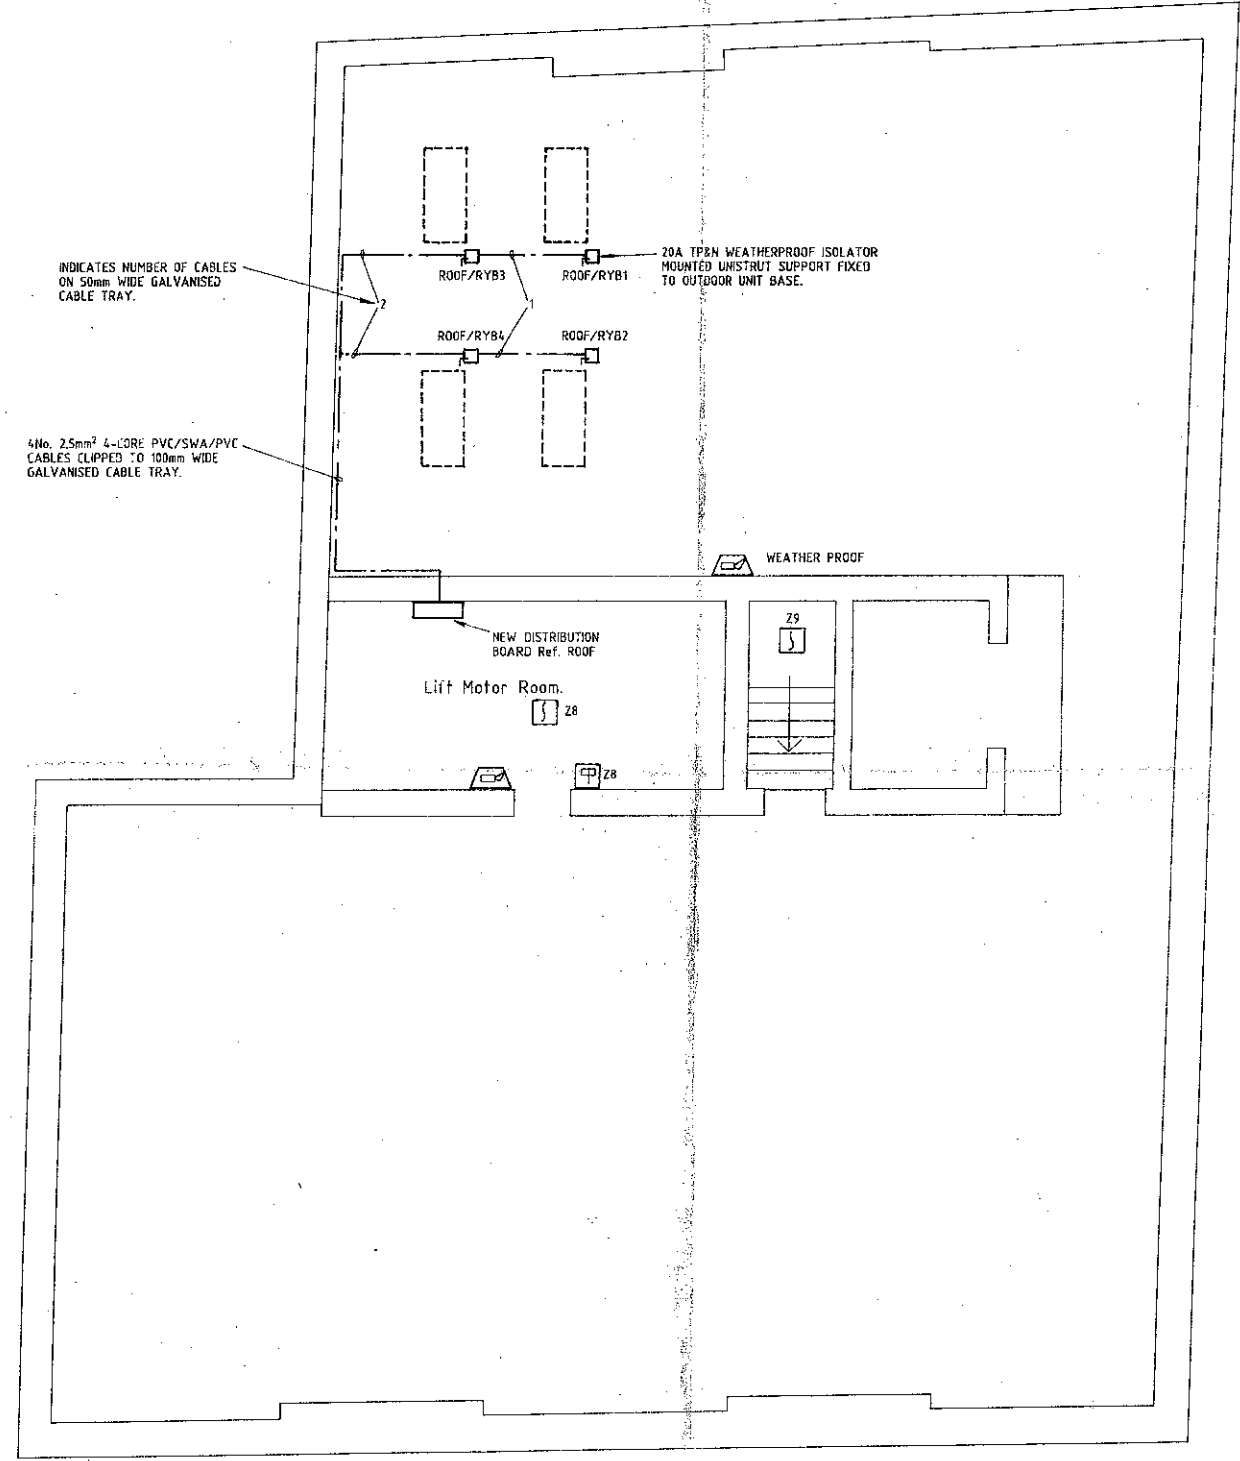 INDICATES NUMBER OF CABLES
ON 50mm WIDE GALVANISED
CABLE TRAY.
20A TP&N WEATHERPROOF ISOLATOR
MOUNTED UNISTRUT SUPPORT FIXED
TO OUTDOOR UNIT BASE.
ROOF/RYB3
ROOF/RYB1
2
1
ROOF/RYB4
ROOF/RYB2
4No. 2.5mm² 4-CORE PVC/SWA/PVC
CABLES CLIPPED TO 100mm WIDE
GALVANISED CABLE TRAY.
WEATHER PROOF
NEW DISTRIBUTION
BOARD Ref. ROOF
Z9
Lift Motor Room.
Z8
Z8